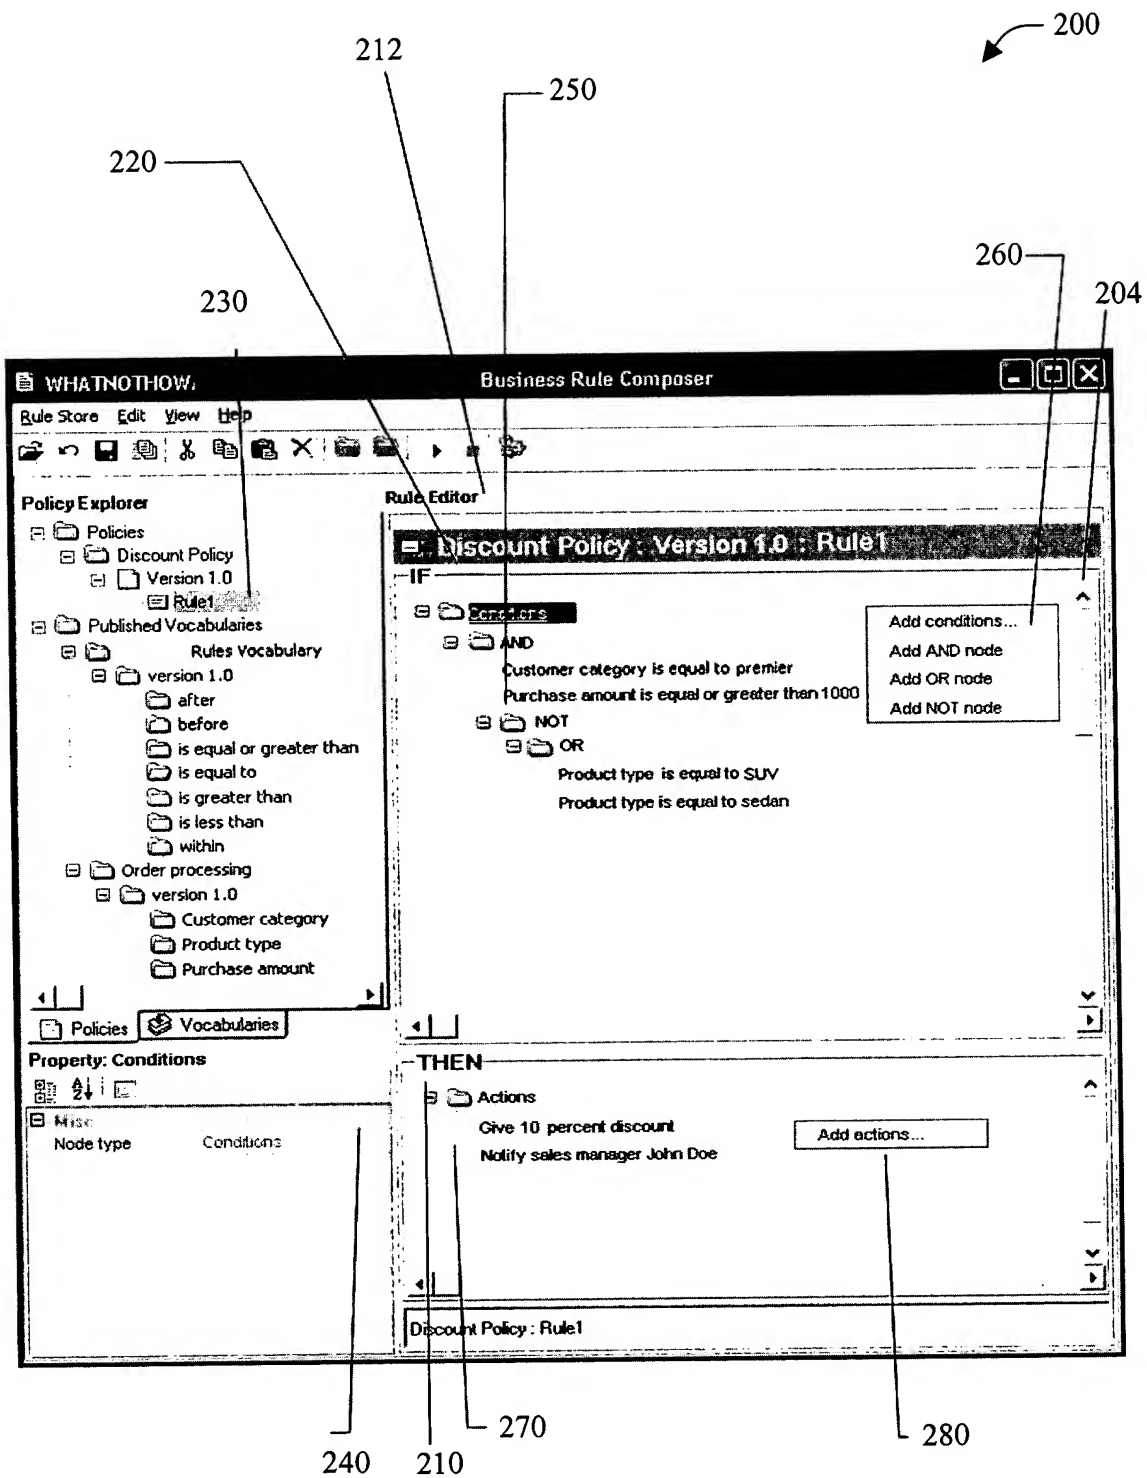 200
212
250
220
260
204
230
WHATNOTHOW
Business Rule Composer
Rule Store Edit View Help
Policy Explorer
Policies
Discount Policy
Version 1.0
Rule1
Published Vocabularies
Rules Vocabulary
version 1.0
after
before
is equal or greater than
is equal to
is greater than
is less than
within
Order processing
version 1.0
Customer category
Product type
Purchase amount
Policies
Vocabularies
Property: Conditions
Misc
Node type Conditions
Rule Editor
Discount Policy : Version 1.0 : Rule1
IF
AND
Customer category is equal to premier
Purchase amount is equal or greater than 1000
NOT
OR
Product type is equal to SUV
Product type is equal to sedan
Add conditions...
Add AND node
Add OR node
Add NOT node
THEN
Actions
Give 10 percent discount
Notify sales manager John Doe
Add actions...
Discount Policy : Rule1
240
210
270
280